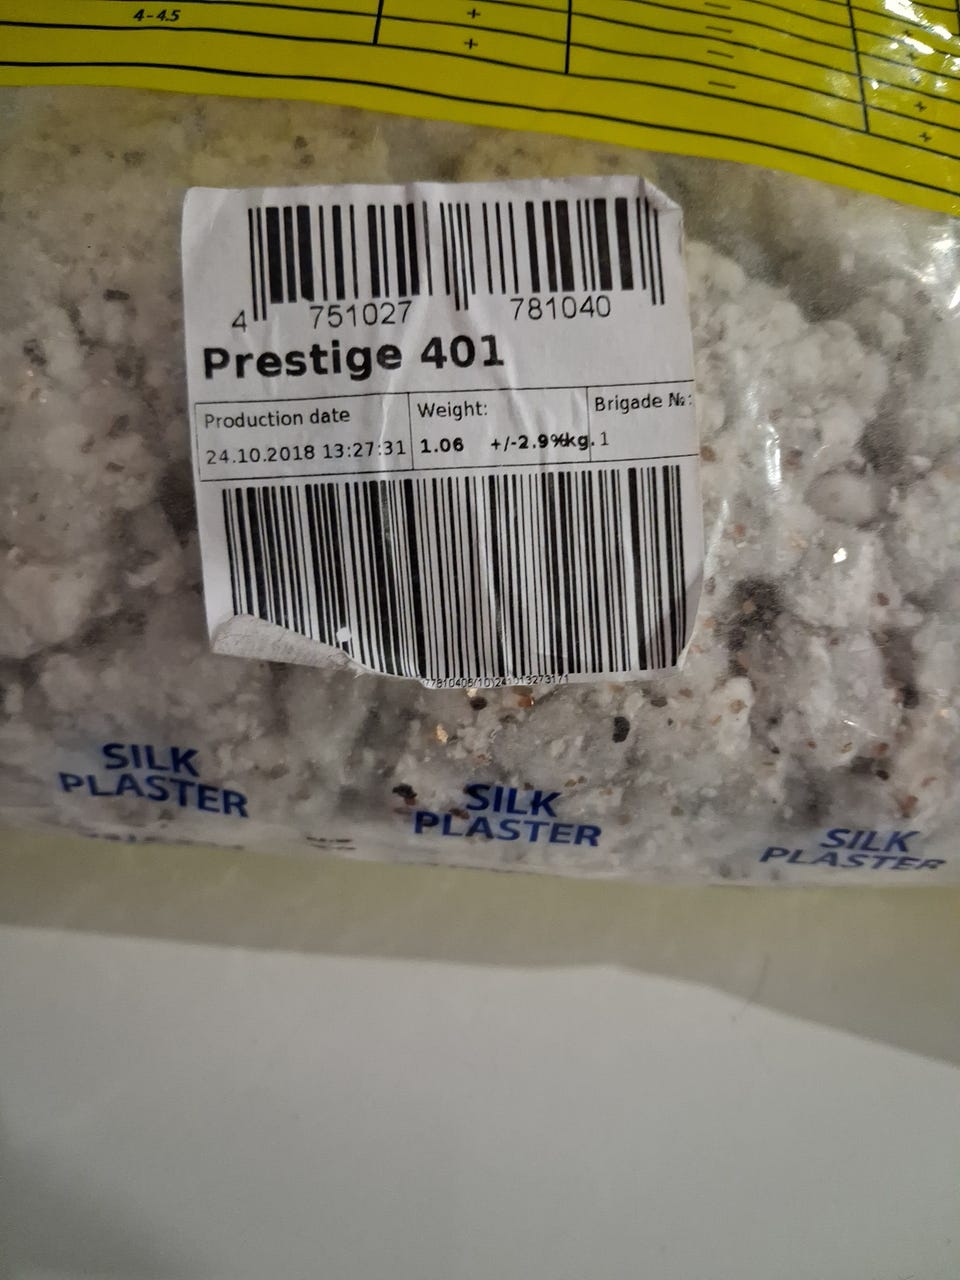 4-4.5
+
+
4 751027 781040
Prestige 401
Production date
24.10.2018 13:27:31
Weight:
1.06 +/-2.9%kg.
Brigade №:
1
SILK
PLASTER
SILK
PLASTER
SILK
PLASTER